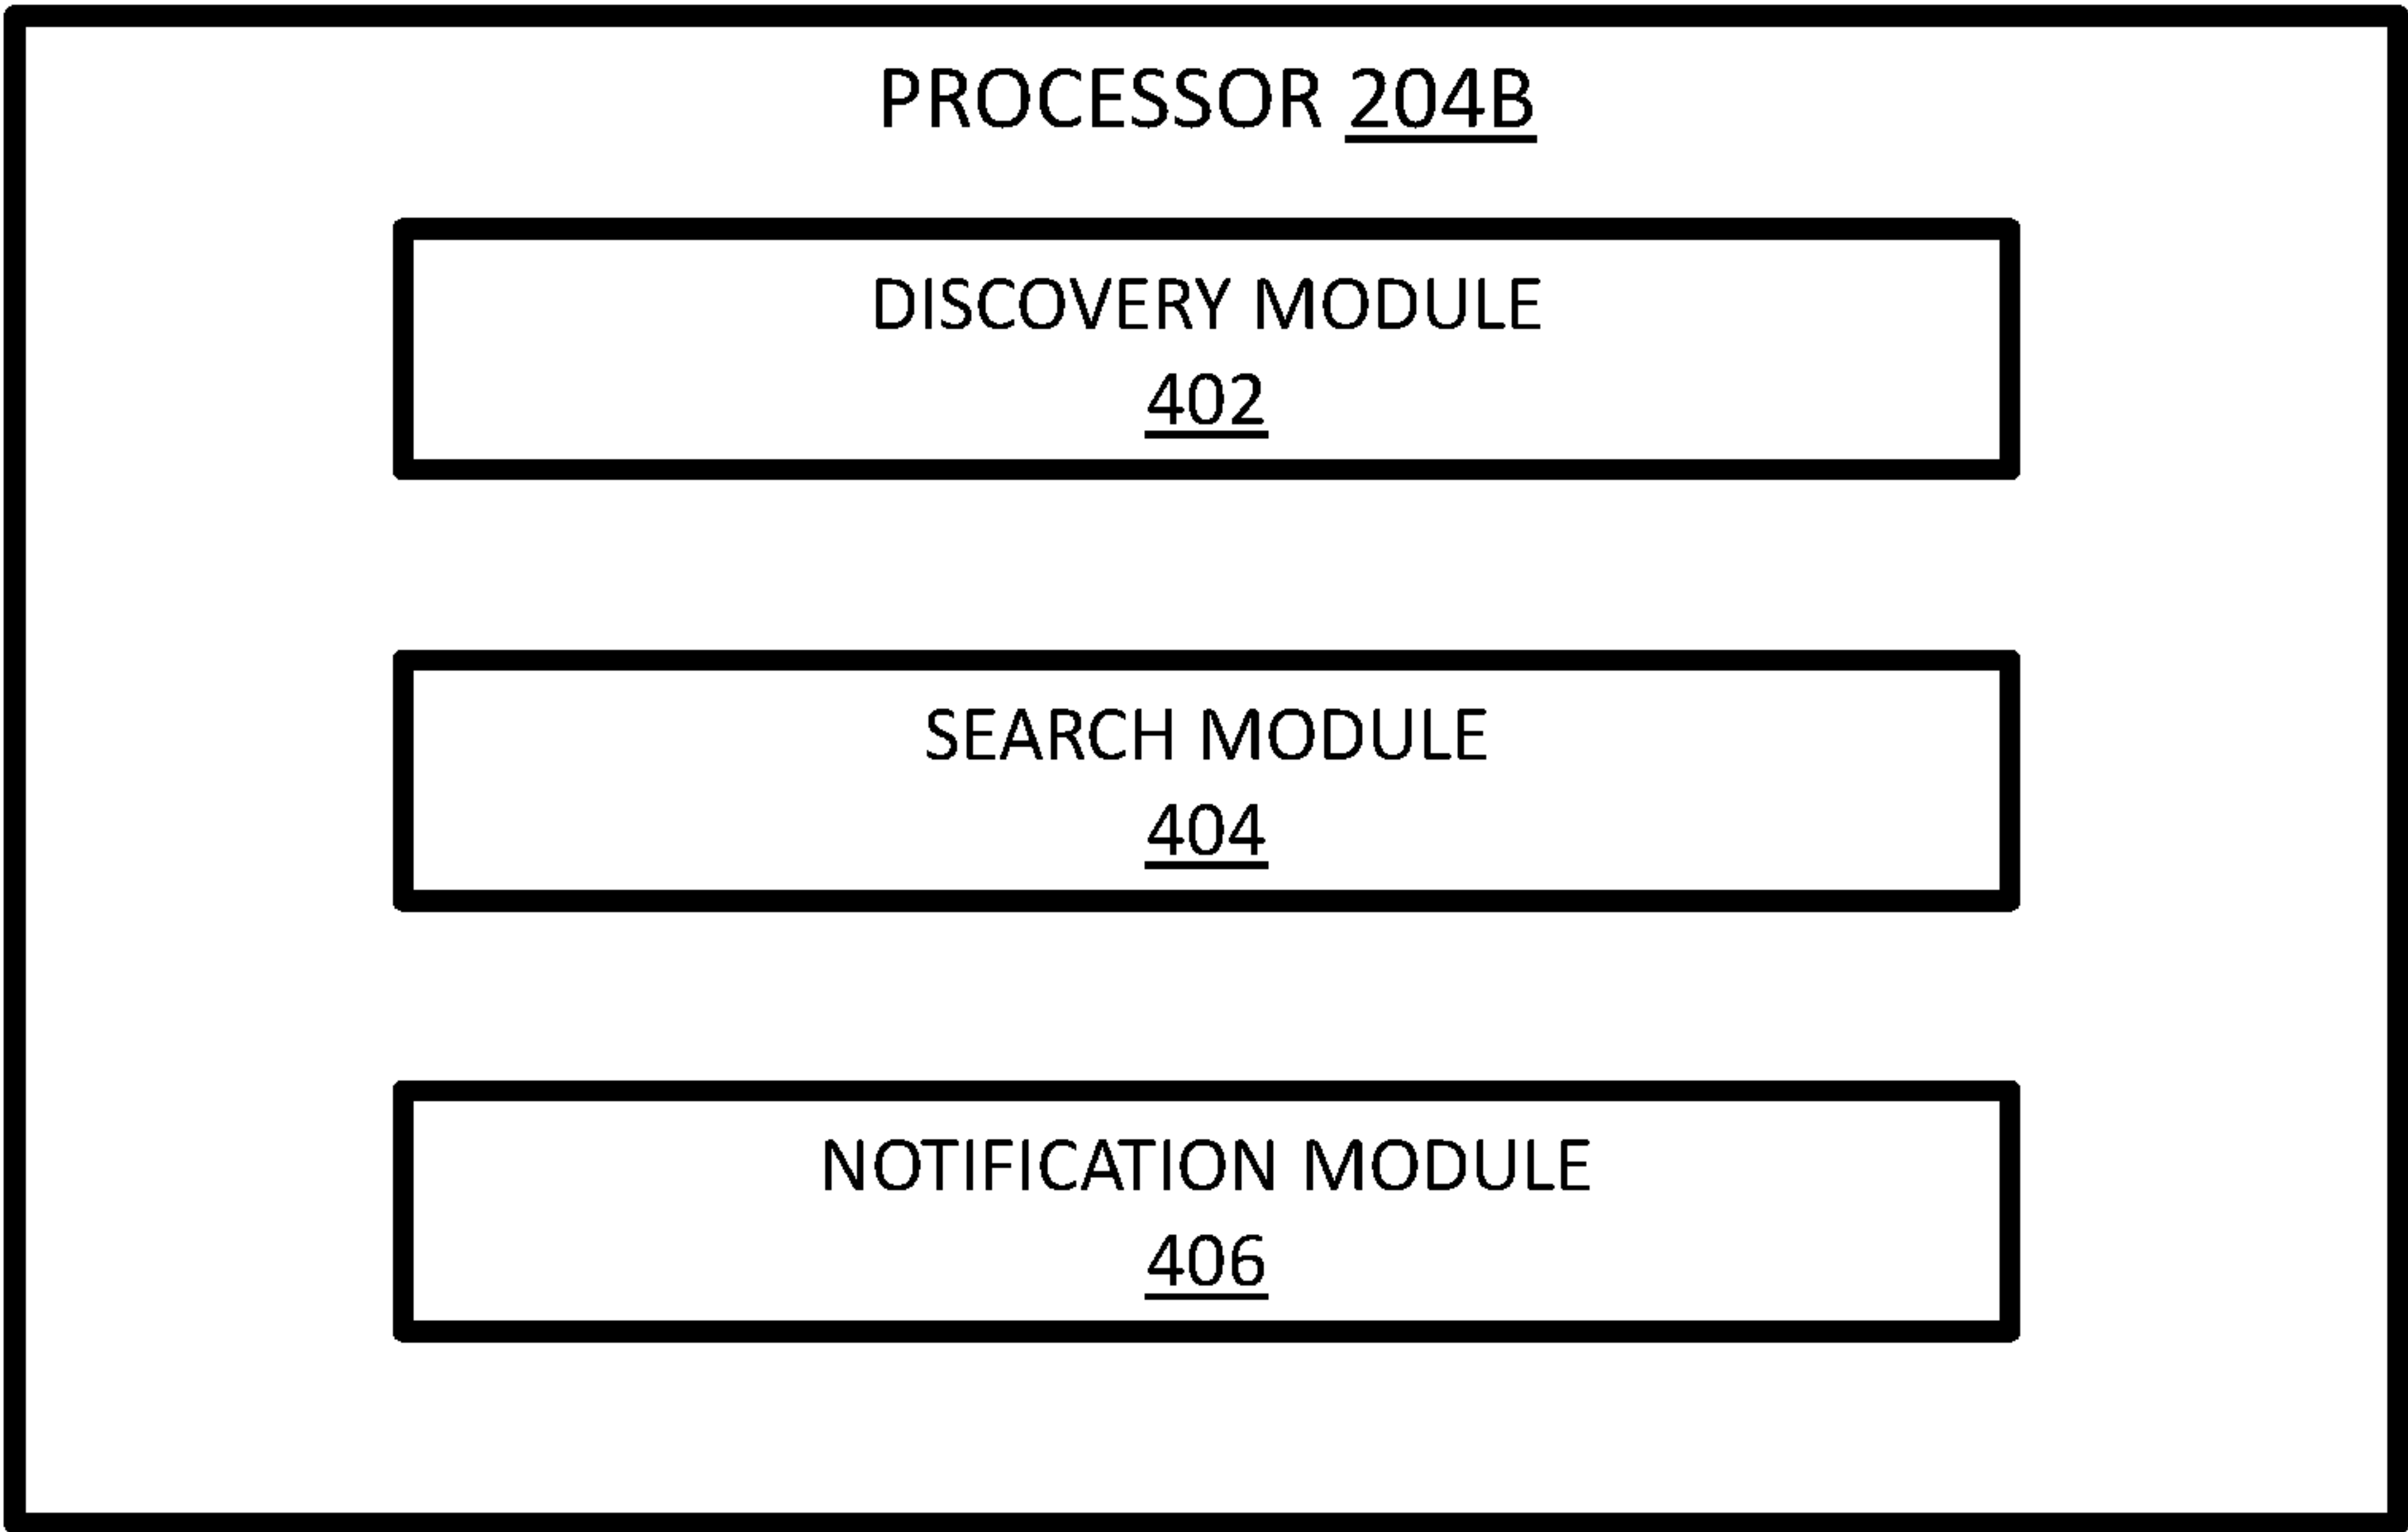 PROCESSOR 204B
DISCOVERY MODULE
402
SEARCH MODULE
404
NOTIFICATION MODULE
406